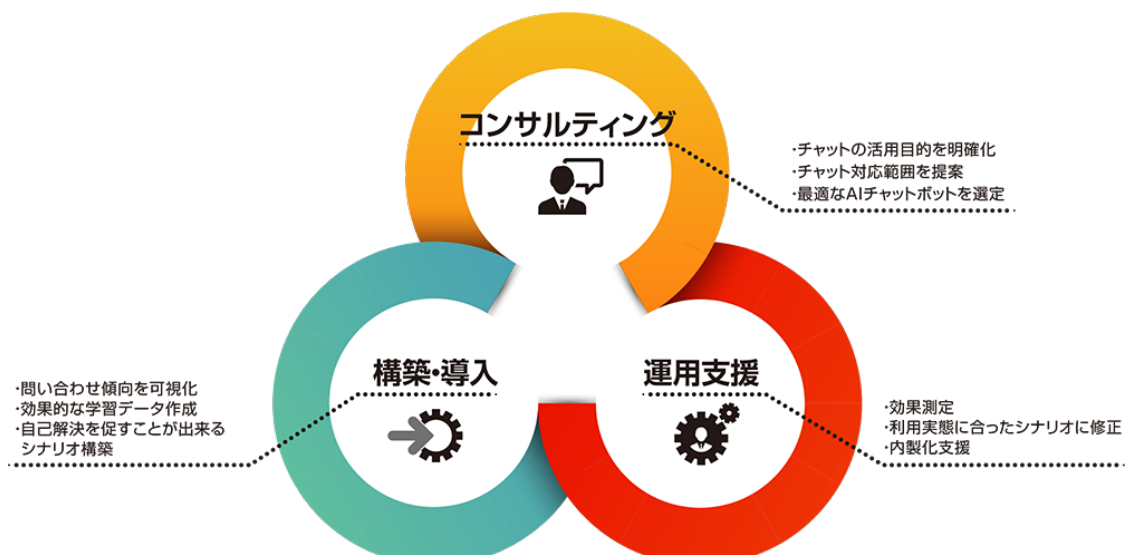 コンサルティング
・チャットの活用目的を明確化
・チャット対応範囲を提案
・最適なAIチャットボットを選定
構築・導入
・問い合わせ傾向を可視化
・効果的な学習データ作成
・自己解決を促すことが出来る
シナリオ構築
運用支援
・効果測定
・利用実態に合ったシナリオに修正
・内製化支援